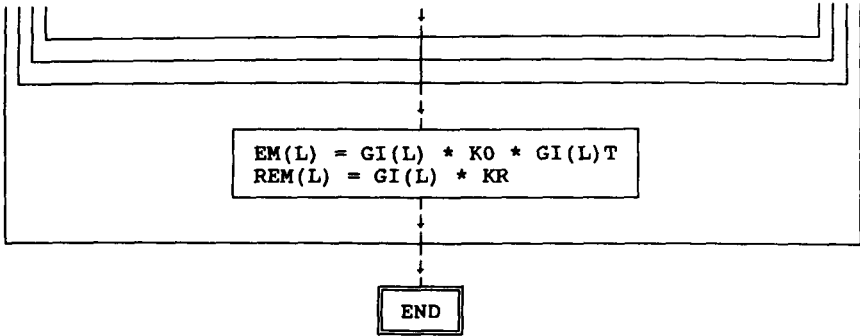 EM(L) = GI(L) * K0 * GI(L)T
REM(L) = GI(L) * KR
END